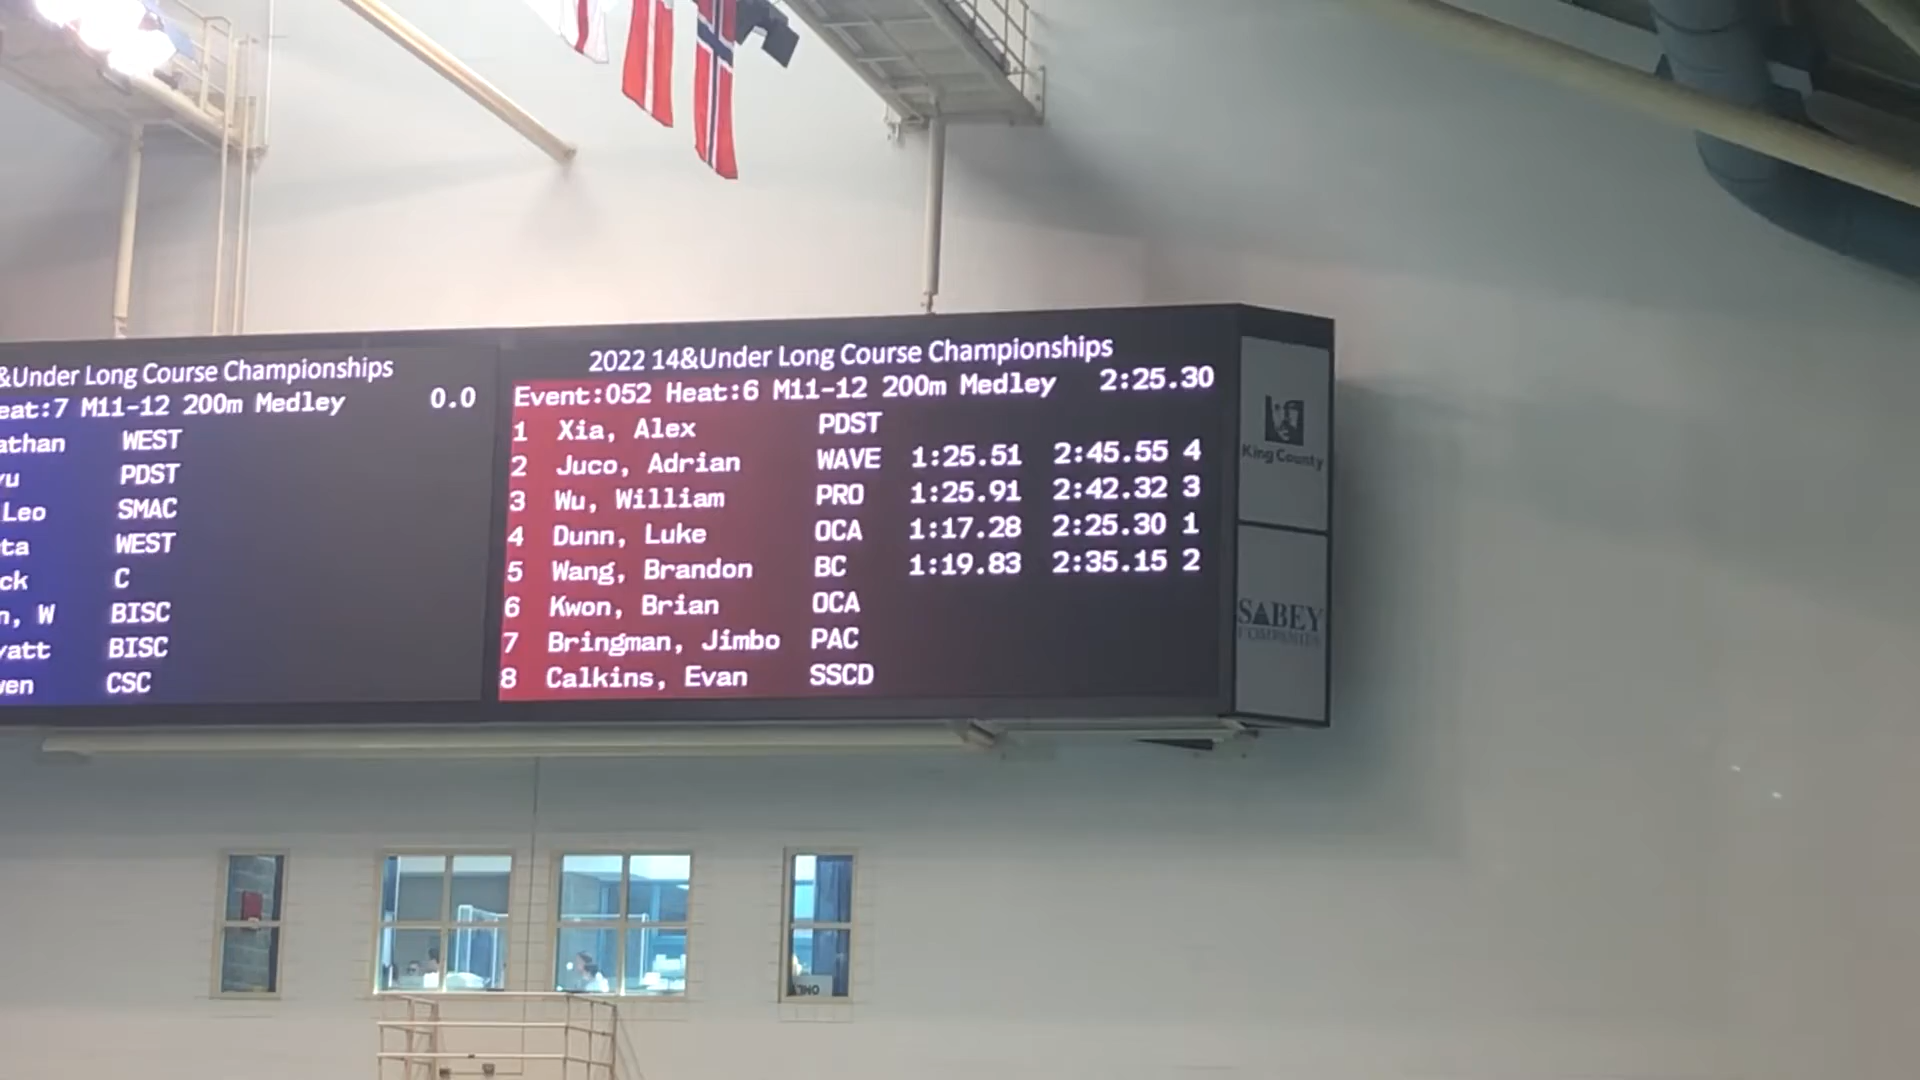 &Under Long Course Championships
eat:7 M11-12 200m Medley 0.0
athan WEST
yu PDST
Leo SMAC
ta WEST
ck C
n, W BISC
yatt BISC
wen CSC
2022 14&Under Long Course Championships
Event:052 Heat:6 M11-12 200m Medley 2:25.30
1 Xia, Alex PDST
2 Juco, Adrian WAVE 1:25.51 2:45.55 4
3 Wu, William PRO 1:25.91 2:42.32 3
4 Dunn, Luke OCA 1:17.28 2:25.30 1
5 Wang, Brandon BC 1:19.83 2:35.15 2
6 Kwon, Brian OCA
7 Bringman, Jimbo PAC
8 Calkins, Evan SSCD
King County
SABEY
COMPANIES